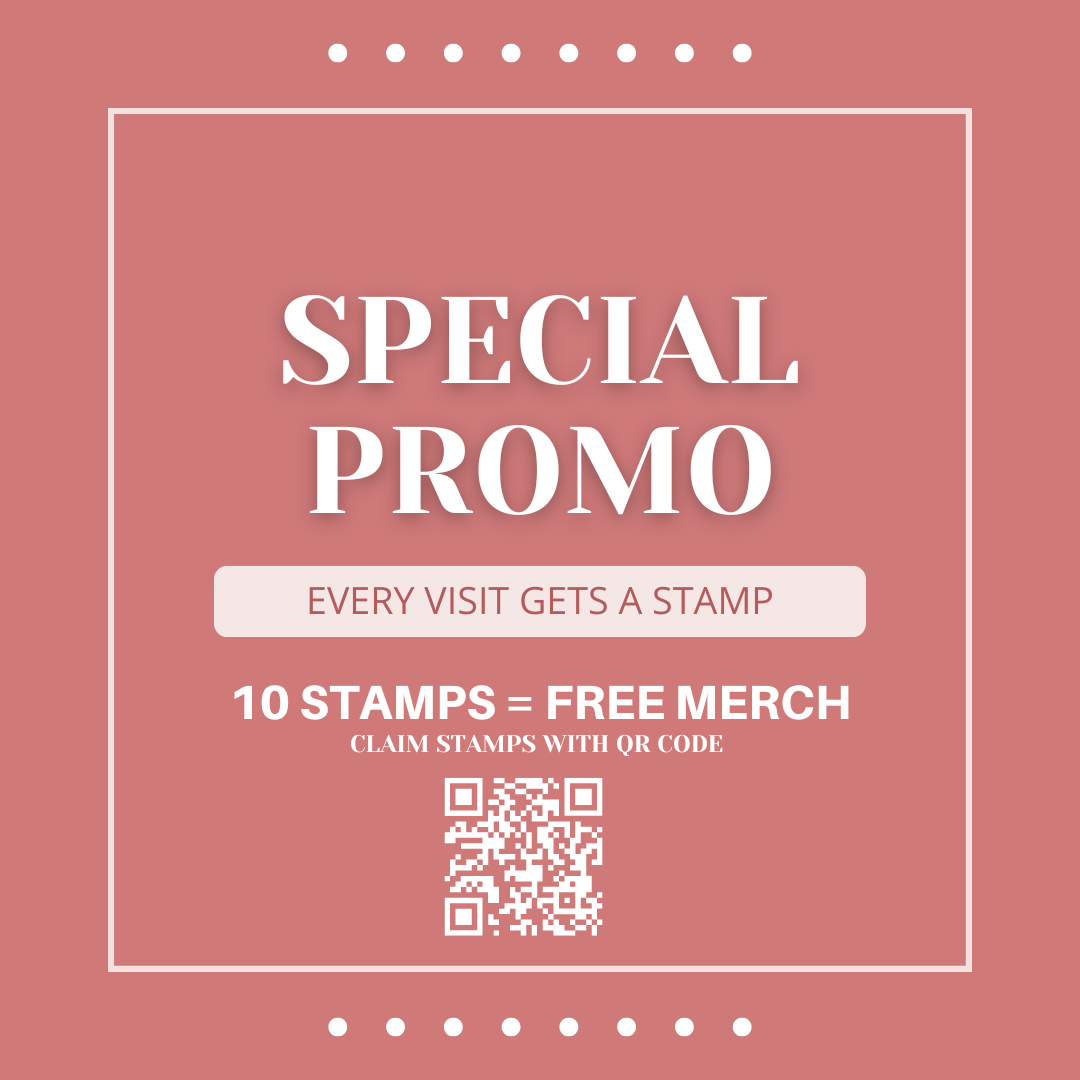 SPECIAL
PROMO
EVERY VISIT GETS A STAMP
10 STAMPS = FREE MERCH
CLAIM STAMPS WITH QR CODE